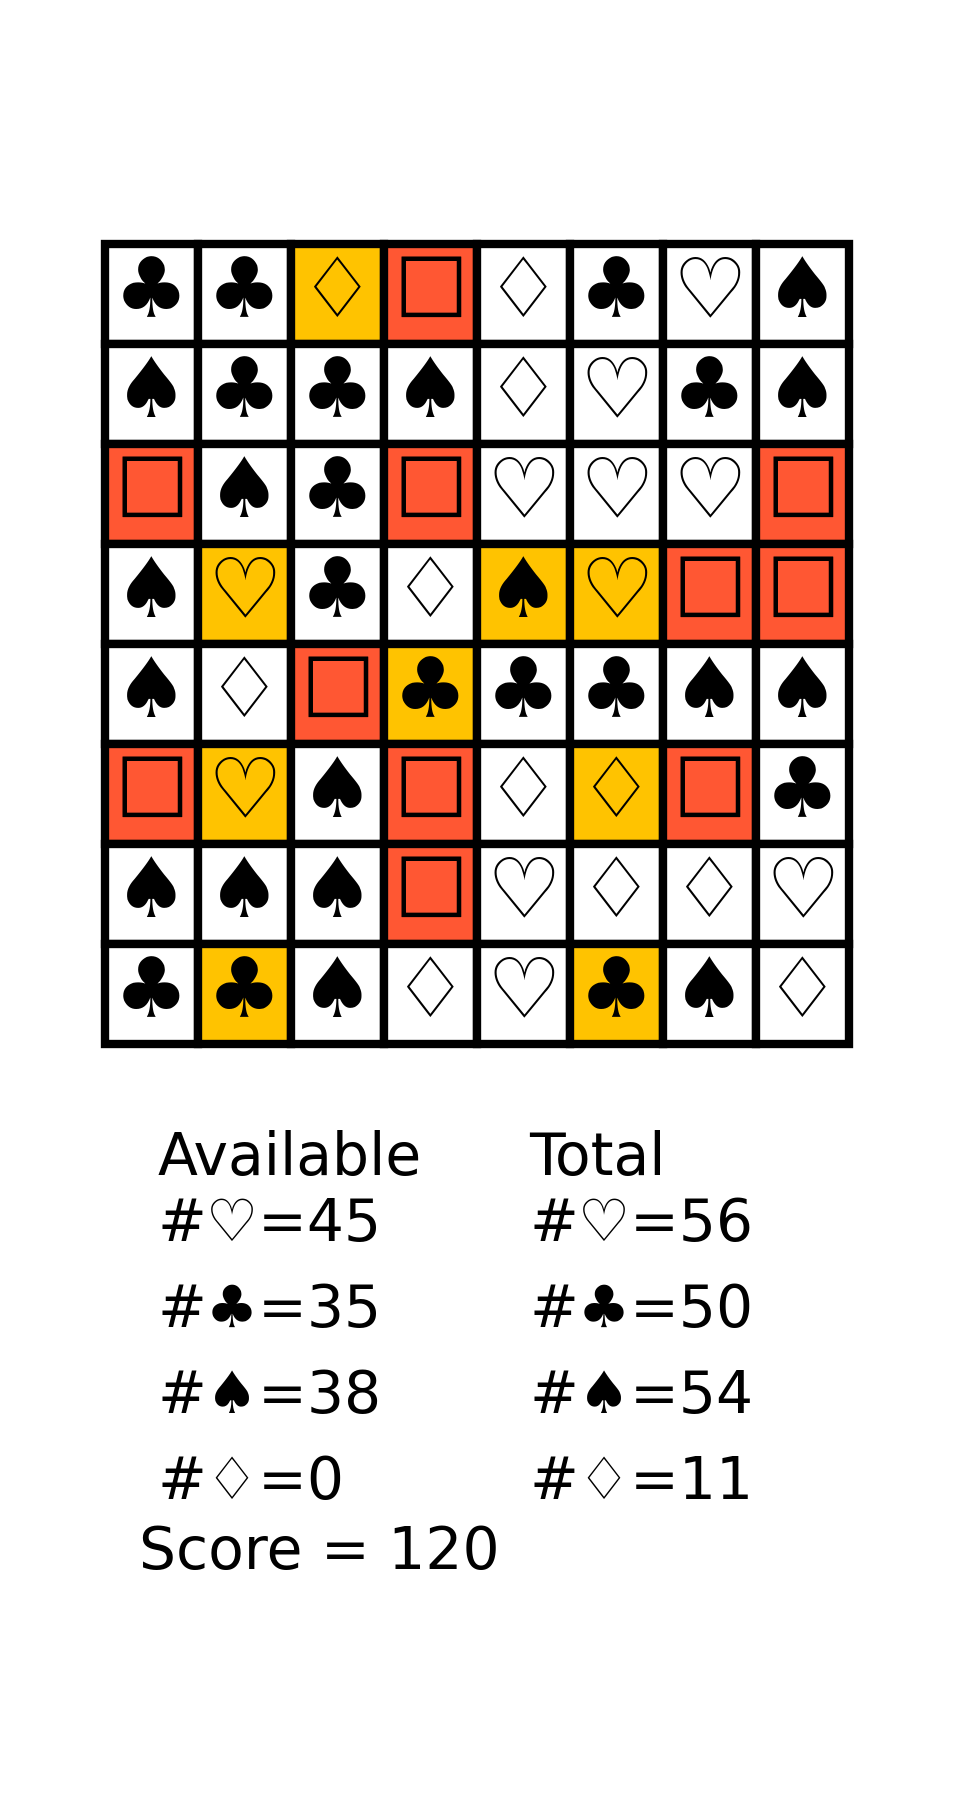 ♣ ♣ ♢ □ ♢ ♣ ♡ ♠
♠ ♣ ♣ ♠ ♢ ♡ ♣ ♠
□ ♠ ♣ □ ♡ ♡ ♡ □
♠ ♡ ♣ ♢ ♠ ♡ □ □
♠ ♢ □ ♣ ♣ ♣ ♠ ♠
□ ♡ ♠ □ ♢ ♢ □ ♣
♠ ♠ ♠ □ ♡ ♢ ♢ ♡
♣ ♣ ♠ ♢ ♡ ♣ ♠ ♢
Available Total
#♡=45 #♡=56
#♣=35 #♣=50
#♠=38 #♠=54
#♢=0 #♢=11
Score = 120